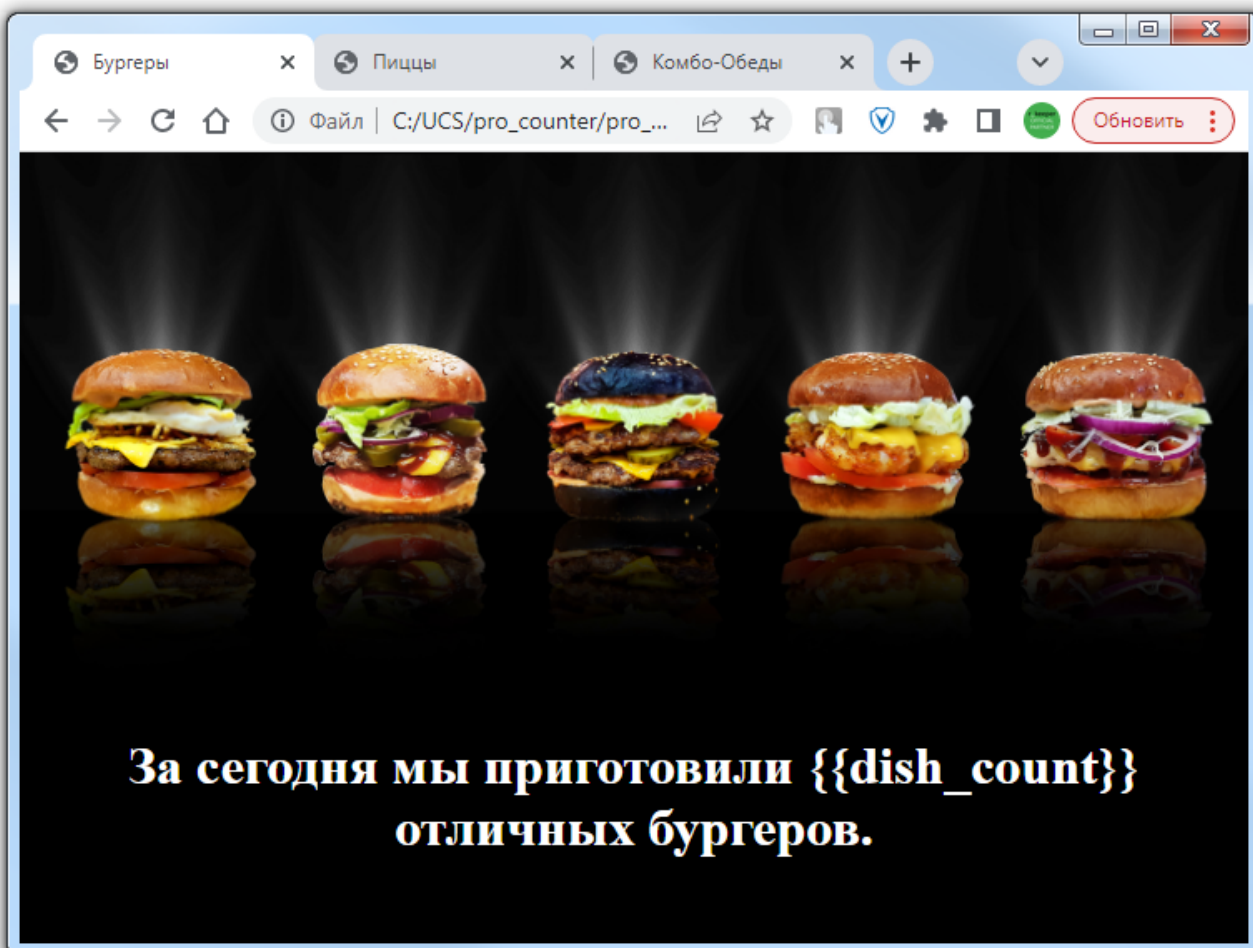 Бургеры
Пиццы
Комбо-Обеды
Файл
C:/UCS/pro_counter/pro_...
Обновить
За сегодня мы приготовили {{dish_count}}
отличных бургеров.